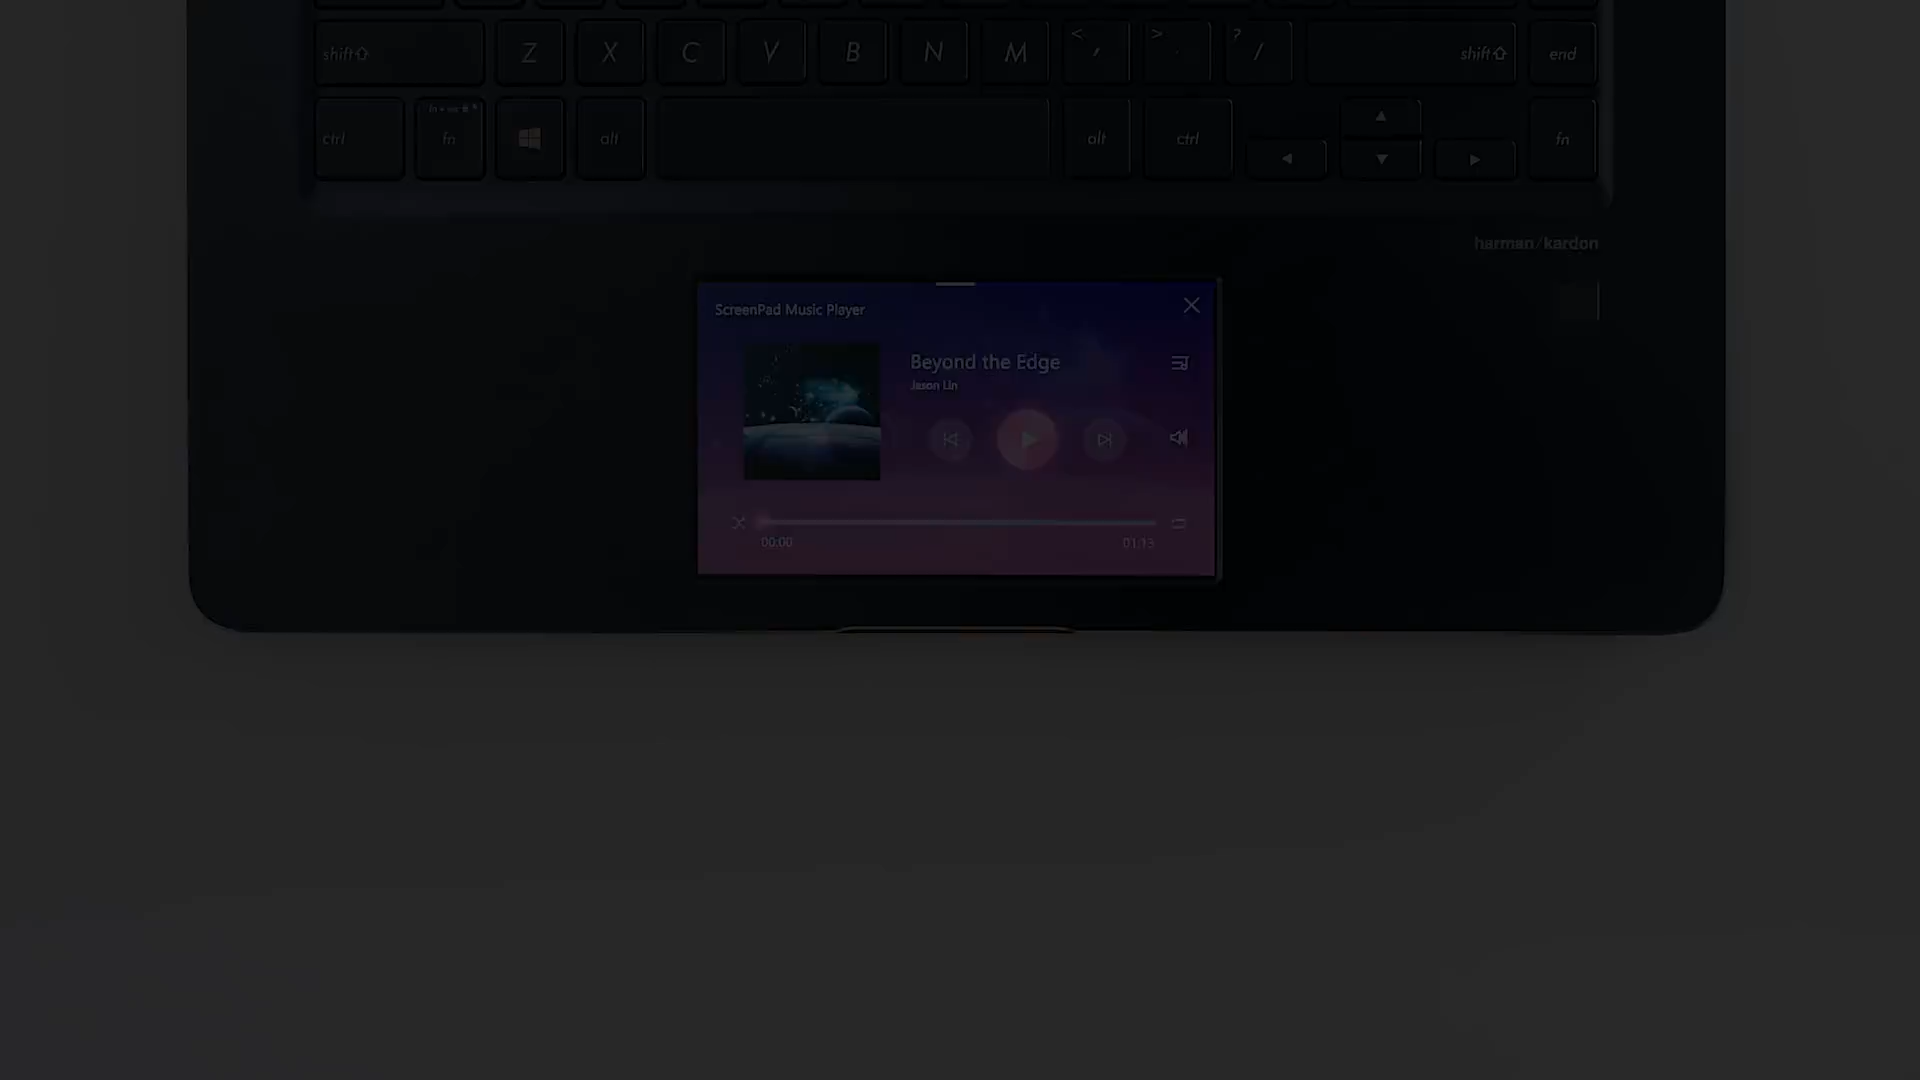 shift Z X C V B N M < , > . ? / shift end
ctrl fn alt alt ctrl fn
harman/kardon
ScreenPad Music Player
Beyond the Edge
Jason Lin
00:00 01:13